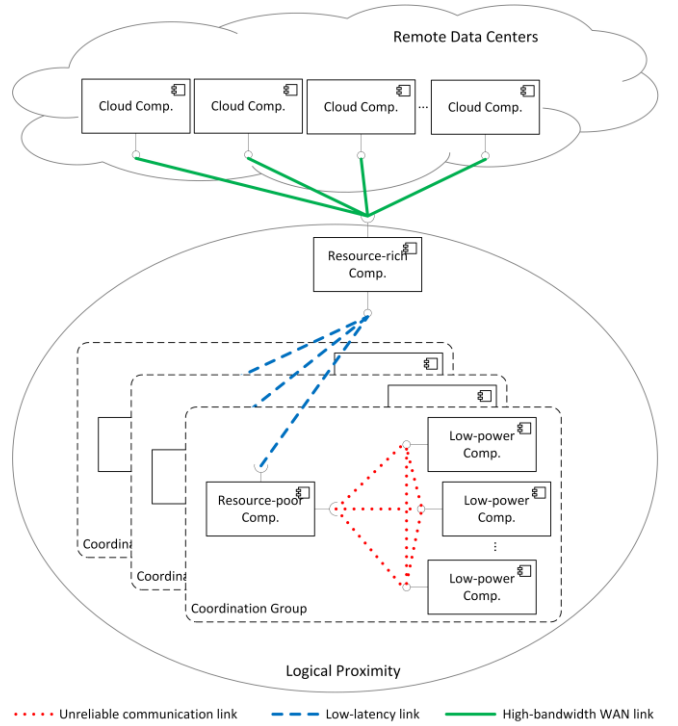 Remote Data Centers
Cloud Comp.
Cloud Comp.
Cloud Comp.
...
Cloud Comp.
Resource-rich
Comp.
Low-power
Comp.
Resource-poor
Comp.
Low-power
Comp.
...
Low-power
Comp.
Coordina
Coordina
Coordination Group
Logical Proximity
Unreliable communication link
Low-latency link
High-bandwidth WAN link